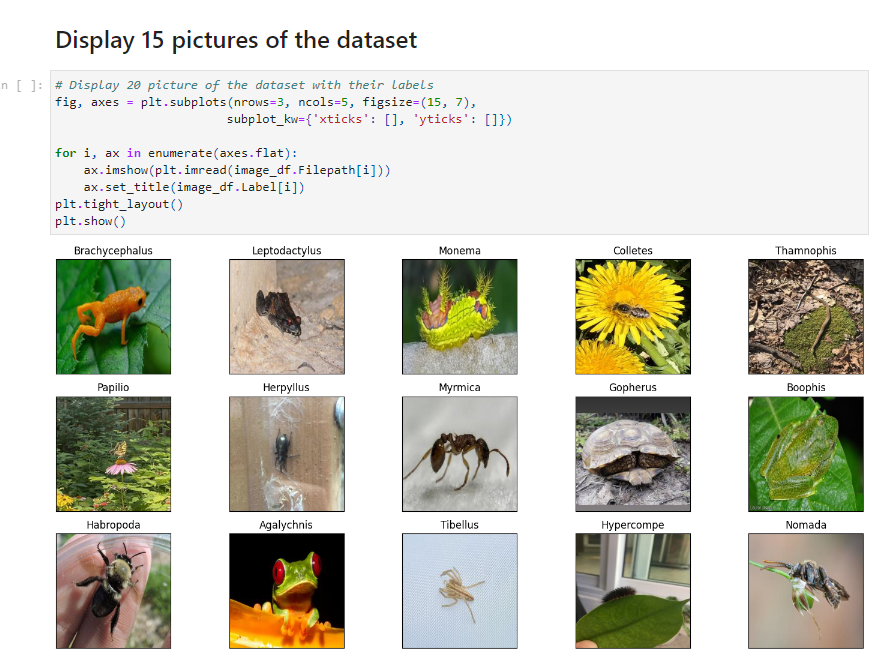 Display 15 pictures of the dataset
n [ ]:
# Display 20 picture of the dataset with their labels
fig, axes = plt.subplots(nrows=3, ncols=5, figsize=(15, 7),
                        subplot_kw={'xticks': [], 'yticks': []})
for i, ax in enumerate(axes.flat):
    ax.imshow(plt.imread(image_df.Filepath[i]))
    ax.set_title(image_df.Label[i])
plt.tight_layout()
plt.show()
Brachycephalus Leptodactylus Monema Colletes Thamnophis
Papilio Herpyllus Myrmica Gopherus Boophis
Habropoda Agalychnis Tibellus Hypercompe Nomada